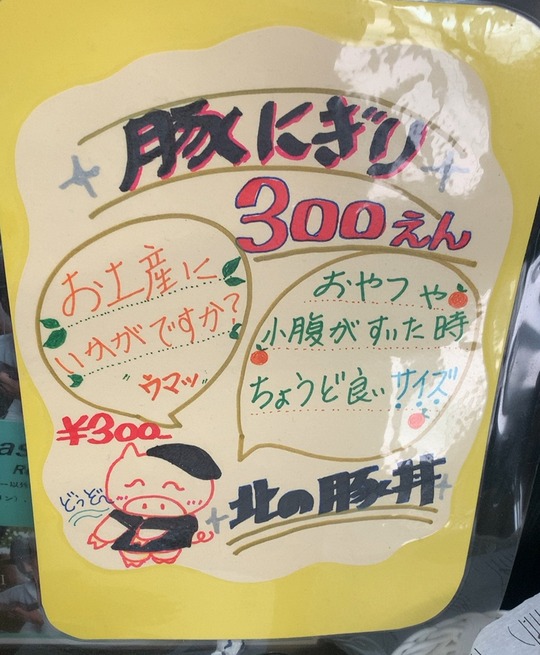 豚にぎり
300えん
お土産に
いかがですか?
"ウマッ"
おやつや
小腹がすいた時
ちょうど良いサイズ
¥300
どうぞ〜
北の豚丼